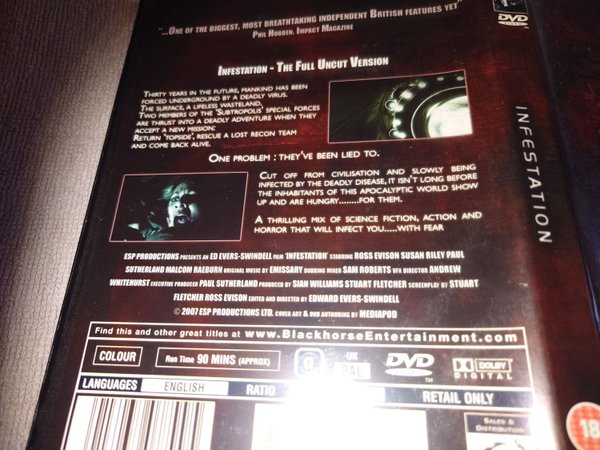 "...One of the biggest, most breathtaking independent British features yet"
Phil Hobden. Impact Magazine
Infestation - The Full Uncut Version
Thirty years in the future, mankind has been
forced underground by a deadly virus.
The surface, a lifeless wasteland.
Two members of the 'Subtropolis' special forces
are thrust into a deadly adventure when they
accept a new mission:
Return 'topside', rescue a lost recon team
and come back alive.
One problem : they've been lied to.
Cut off from civilisation and slowly being
infected by the deadly disease, it isn't long before
the inhabitants of this apocalyptic world show
up and are hungry........for them.
A thrilling mix of science fiction, action and
horror that will infect you.....with fear
ESP PRODUCTIONS PRESENTS AN ED EVERS-SWINDELL FILM 'INFESTATION' STARRING ROSS EVISON SUSAN RILEY PAUL
SUTHERLAND MALCOM RAEBURN ORIGINAL MUSIC BY EMISSARY DUBBING MIXER SAM ROBERTS VFX DIRECTOR ANDREW
WHITEHURST EXECUTIVE PRODUCER PAUL SUTHERLAND PRODUCED BY SIAN WILLIAMS STUART FLETCHER SCREENPLAY BY STUART
FLETCHER ROSS EVISON EDITED AND DIRECTED BY EDWARD EVERS-SWINDELL
© 2007 ESP PRODUCTIONS LTD. COVER ART & DVD AUTHORING BY MEDIAPOD
Find this and other great titles at www.BlackhorseEntertainment.com
COLOUR
Run Time 90 MINS (APPROX)
0
UK
PAL
DVD
TM
DOLBY
DIGITAL
LANGUAGES
ENGLISH
RATIO
RETAIL ONLY
Sales &
Distribution
18
DVD
INFESTATION